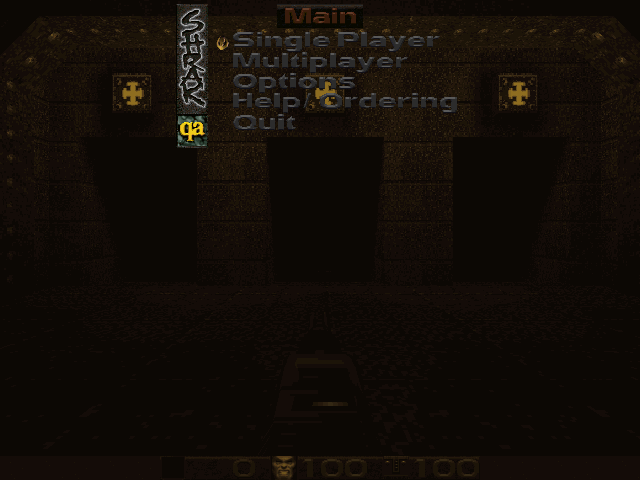 Main
SHRAK
Single Player
Multiplayer
Options
Help/Ordering
Quit
qa
0 100 100